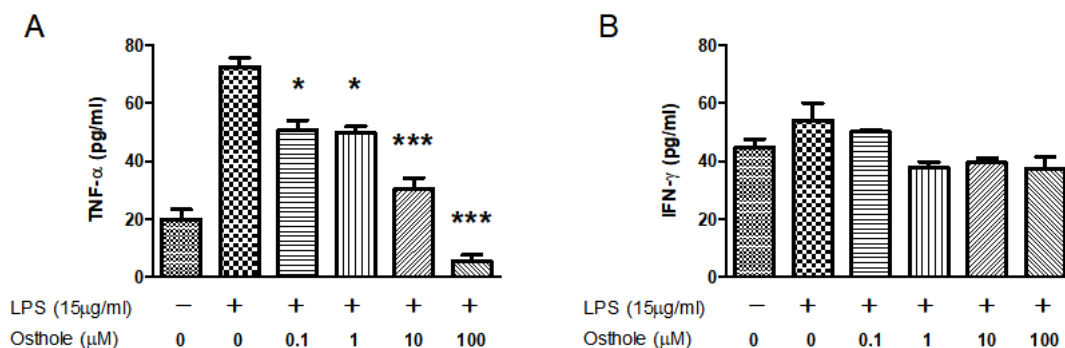 A
TNF-α (pg/ml)
80
60
40
20
0
*
*
***
***
LPS (15μg/ml) − + + + + +
Osthole (μM) 0 0 0.1 1 10 100
B
IFN-γ (pg/ml)
80
60
40
20
0
LPS (15μg/ml) − + + + + +
Osthole (μM) 0 0 0.1 1 10 100